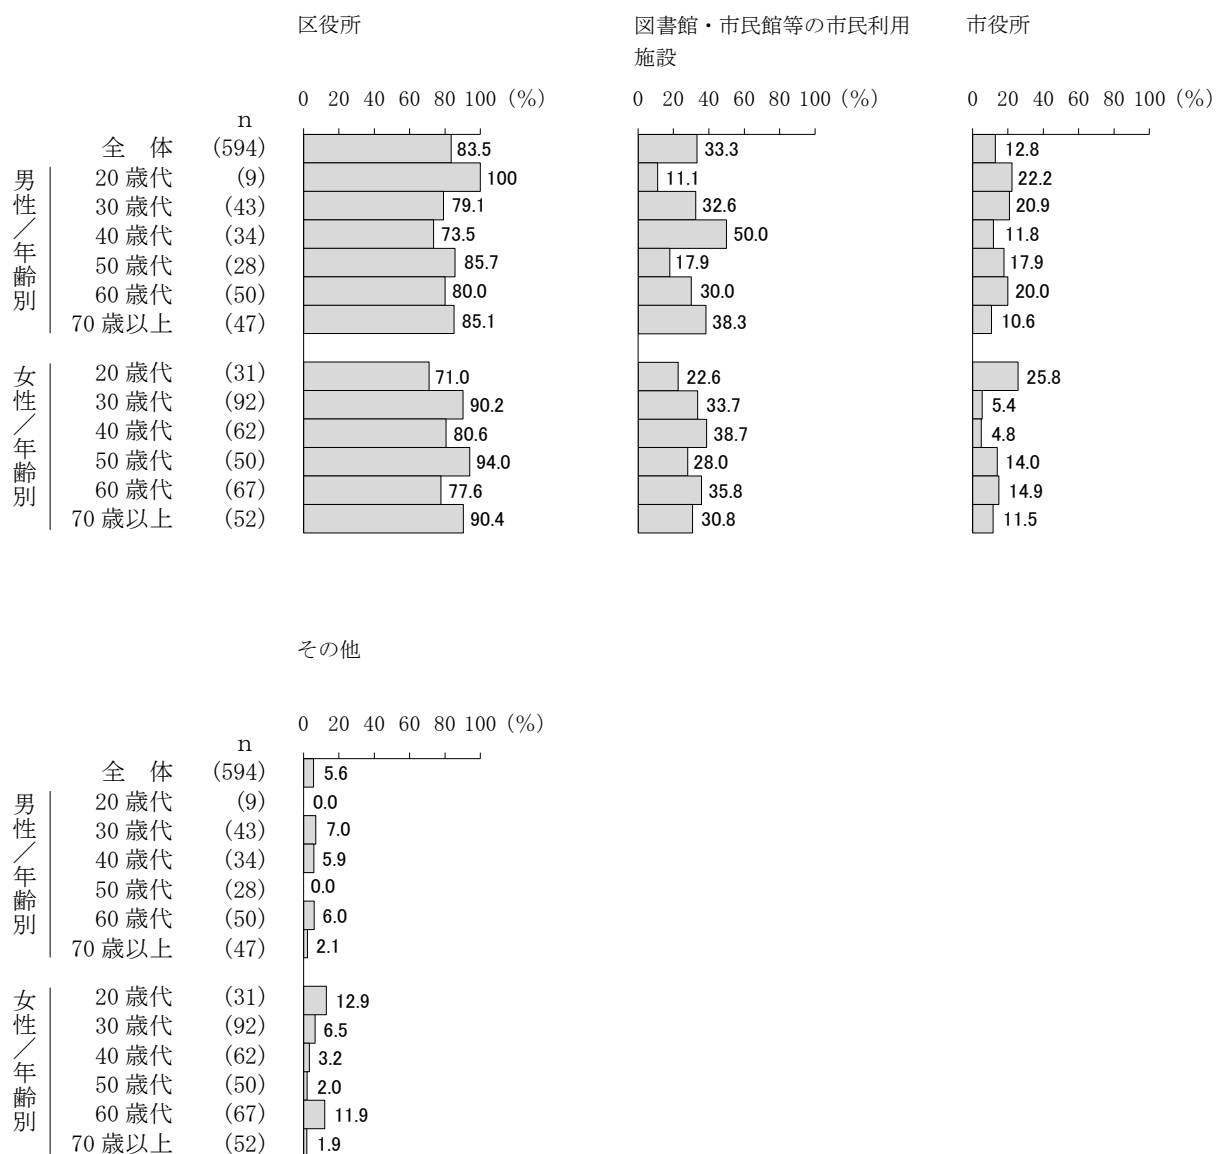 区役所
図書館・市民館等の市民利用
施設
市役所
0 20 40 60 80 100 (%)
0 20 40 60 80 100 (%)
0 20 40 60 80 100 (%)
n
全 体 (594) 83.5 33.3 12.8
男性／年齢別
20 歳代 (9) 100 11.1 22.2
30 歳代 (43) 79.1 32.6 20.9
40 歳代 (34) 73.5 50.0 11.8
50 歳代 (28) 85.7 17.9 17.9
60 歳代 (50) 80.0 30.0 20.0
70 歳以上 (47) 85.1 38.3 10.6
女性／年齢別
20 歳代 (31) 71.0 22.6 25.8
30 歳代 (92) 90.2 33.7 5.4
40 歳代 (62) 80.6 38.7 4.8
50 歳代 (50) 94.0 28.0 14.0
60 歳代 (67) 77.6 35.8 14.9
70 歳以上 (52) 90.4 30.8 11.5
その他
0 20 40 60 80 100 (%)
n
全 体 (594) 5.6
男性／年齢別
20 歳代 (9) 0.0
30 歳代 (43) 7.0
40 歳代 (34) 5.9
50 歳代 (28) 0.0
60 歳代 (50) 6.0
70 歳以上 (47) 2.1
女性／年齢別
20 歳代 (31) 12.9
30 歳代 (92) 6.5
40 歳代 (62) 3.2
50 歳代 (50) 2.0
60 歳代 (67) 11.9
70 歳以上 (52) 1.9